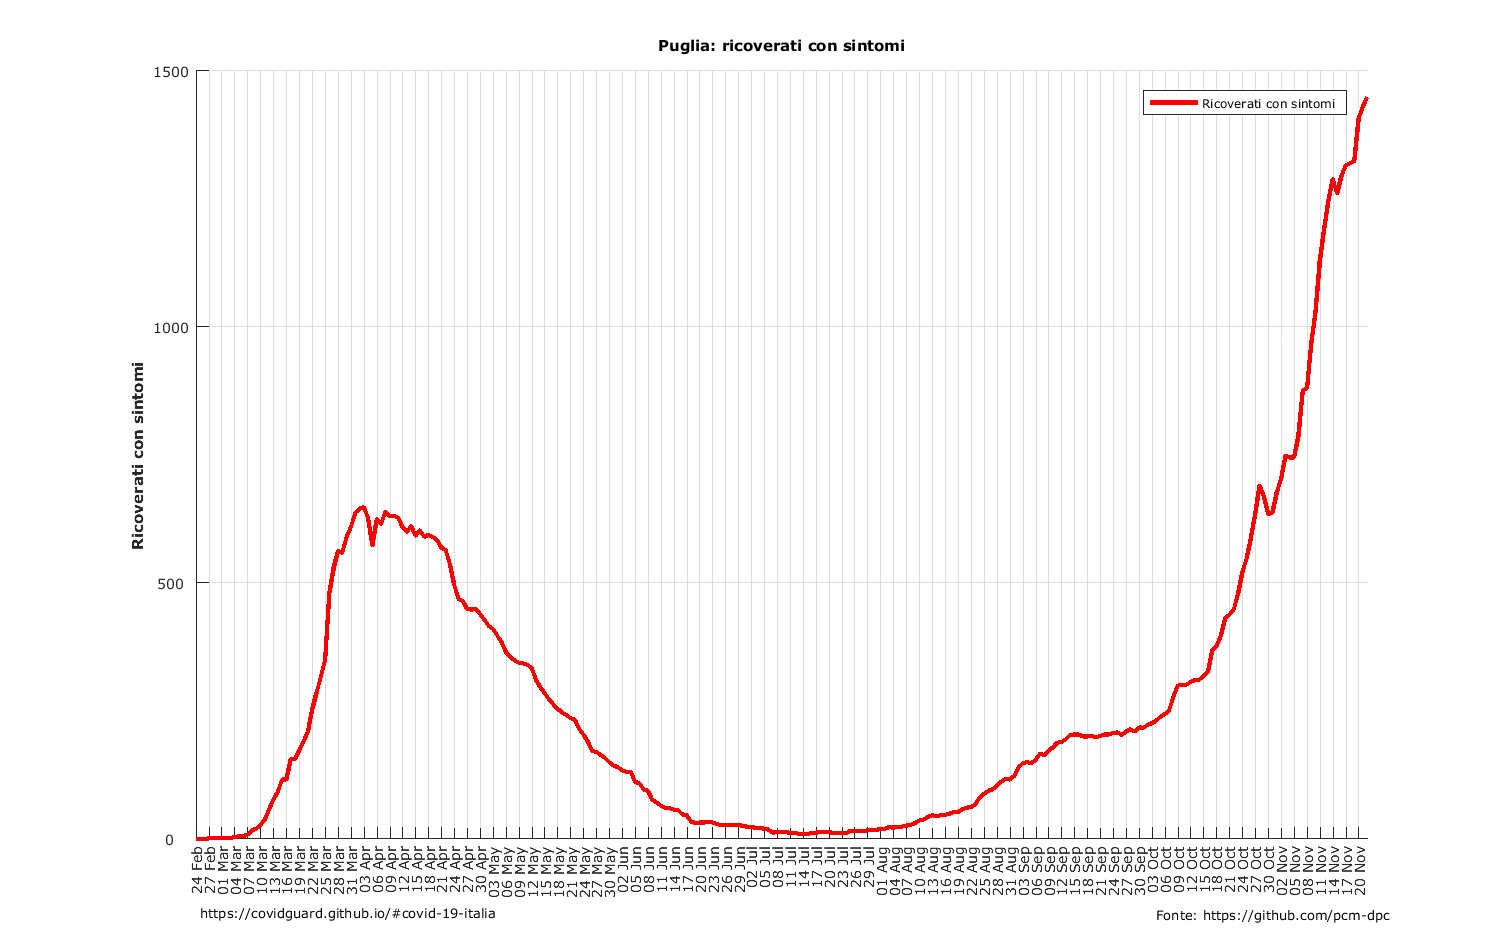 Puglia: ricoverati con sintomi
Ricoverati con sintomi
1500
1000
500
0
Ricoverati con sintomi
24 Feb
27 Feb
01 Mar
04 Mar
07 Mar
10 Mar
13 Mar
16 Mar
19 Mar
22 Mar
25 Mar
28 Mar
31 Mar
03 Apr
06 Apr
09 Apr
12 Apr
15 Apr
18 Apr
21 Apr
24 Apr
27 Apr
30 Apr
03 May
06 May
09 May
12 May
15 May
18 May
21 May
24 May
27 May
30 May
02 Jun
05 Jun
08 Jun
11 Jun
14 Jun
17 Jun
20 Jun
23 Jun
26 Jun
29 Jun
02 Jul
05 Jul
08 Jul
11 Jul
14 Jul
17 Jul
20 Jul
23 Jul
26 Jul
29 Jul
01 Aug
04 Aug
07 Aug
10 Aug
13 Aug
16 Aug
19 Aug
22 Aug
25 Aug
28 Aug
31 Aug
03 Sep
06 Sep
09 Sep
12 Sep
15 Sep
18 Sep
21 Sep
24 Sep
27 Sep
30 Sep
03 Oct
06 Oct
09 Oct
12 Oct
15 Oct
18 Oct
21 Oct
24 Oct
27 Oct
30 Oct
02 Nov
05 Nov
08 Nov
11 Nov
14 Nov
17 Nov
20 Nov
https://covidguard.github.io/#covid-19-italia
Fonte: https://github.com/pcm-dpc